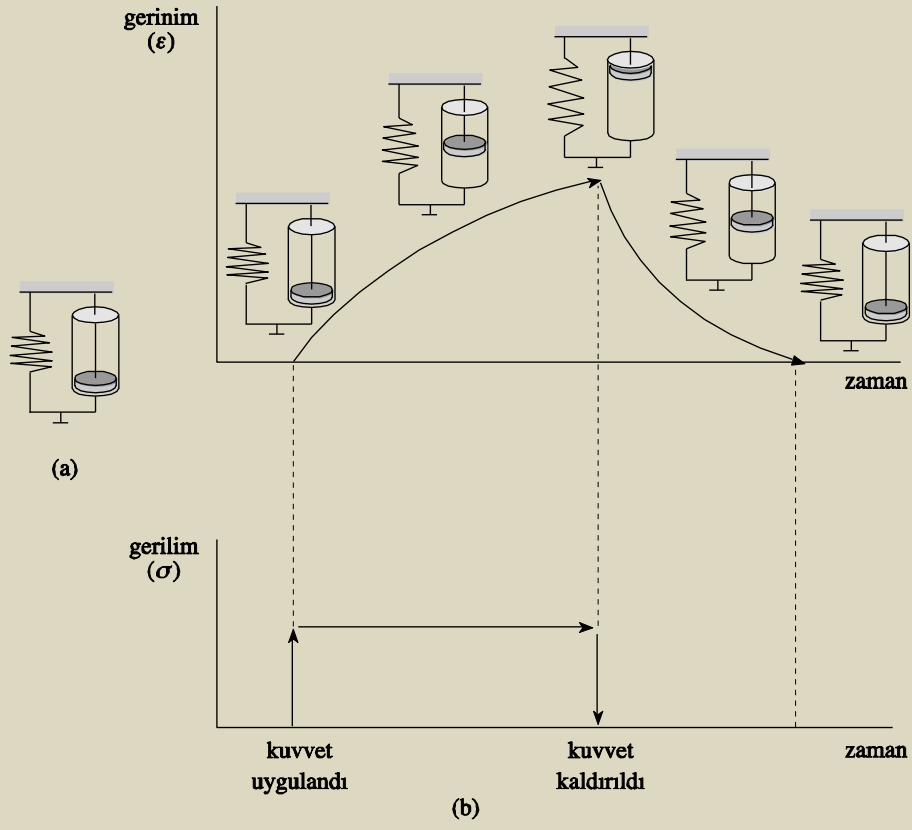 gerinim
(ε)
zaman
(a)
gerilim
(σ)
kuvvet
uygulandı
kuvvet
kaldırıldı
zaman
(b)